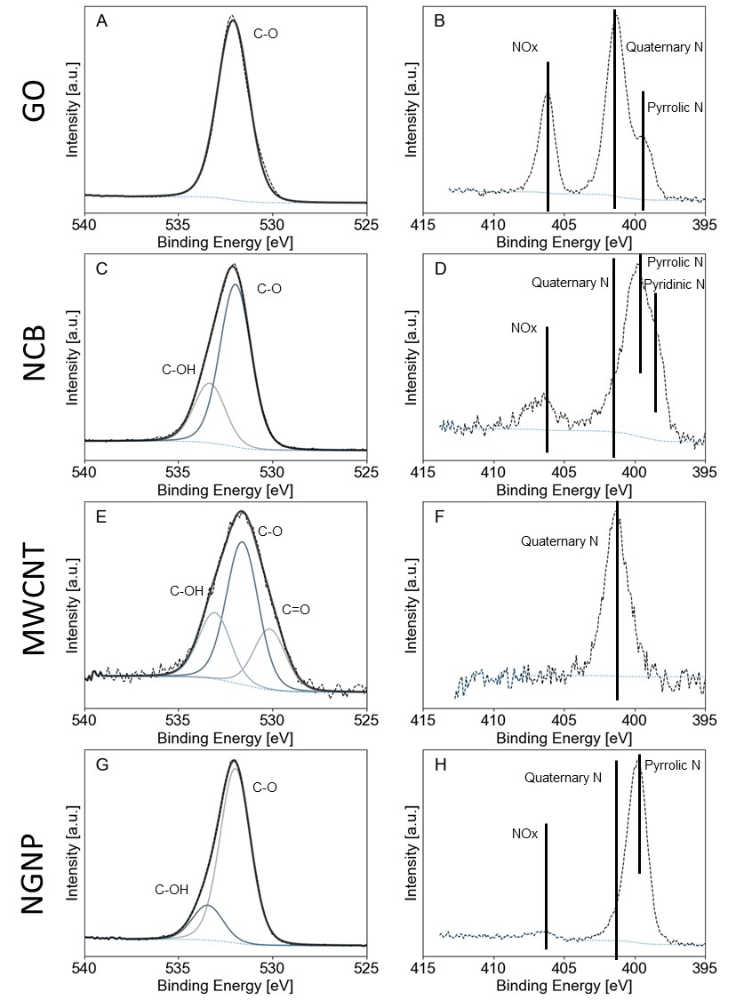 GO
A
C-O
Intensity [a.u.]
540 535 530 525
Binding Energy [eV]
B
NOx
Quaternary N
Pyrrolic N
Intensity [a.u.]
415 410 405 400 395
Binding Energy [eV]
NCB
C
C-O
C-OH
Intensity [a.u.]
540 535 530 525
Binding Energy [eV]
D
Pyrrolic N
Quaternary N
Pyridinic N
NOx
Intensity [a.u.]
415 410 405 400 395
Binding Energy [eV]
MWCNT
E
C-O
C-OH
C=O
Intensity [a.u.]
540 535 530 525
Binding Energy [eV]
F
Quaternary N
Intensity [a.u.]
415 410 405 400 395
Binding Energy [eV]
NGNP
G
C-O
C-OH
Intensity [a.u.]
540 535 530 525
Binding Energy [eV]
H
Pyrrolic N
Quaternary N
NOx
Intensity [a.u.]
415 410 405 400 395
Binding Energy [eV]